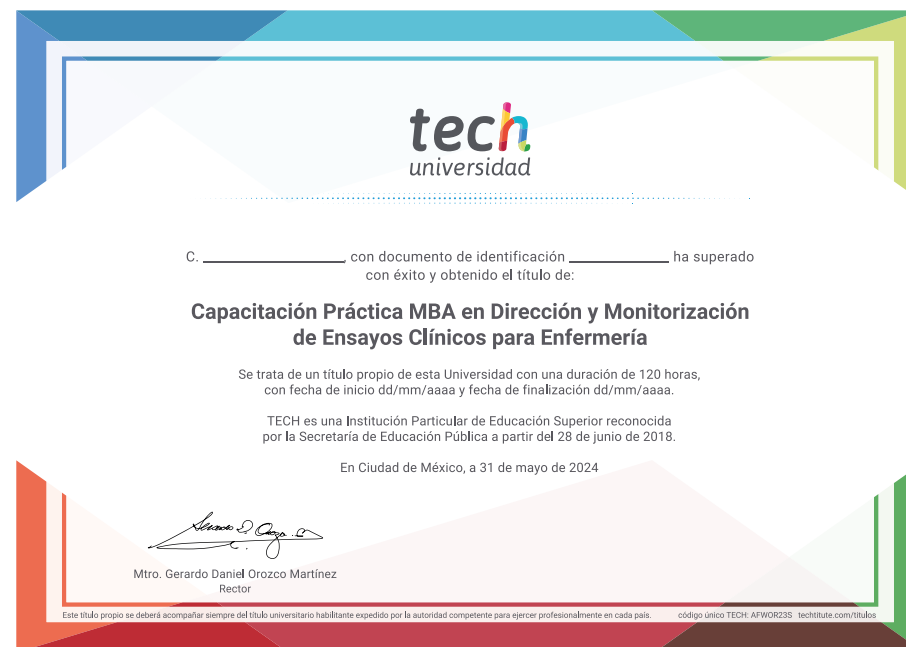 tech
universidad
C. ____________________, con documento de identificación ______________ ha superado
con éxito y obtenido el título de:
Capacitación Práctica MBA en Dirección y Monitorización
de Ensayos Clínicos para Enfermería
Se trata de un título propio de esta Universidad con una duración de 120 horas,
con fecha de inicio dd/mm/aaaa y fecha de finalización dd/mm/aaaa.
TECH es una Institución Particular de Educación Superior reconocida
por la Secretaría de Educación Pública a partir del 28 de junio de 2018.
En Ciudad de México, a 31 de mayo de 2024
Mtro. Gerardo Daniel Orozco Martínez
Rector
Este título propio se deberá acompañar siempre del título universitario habilitante expedido por la autoridad competente para ejercer profesionalmente en cada país. código único TECH: AFWOR23S techtitute.com/titulos